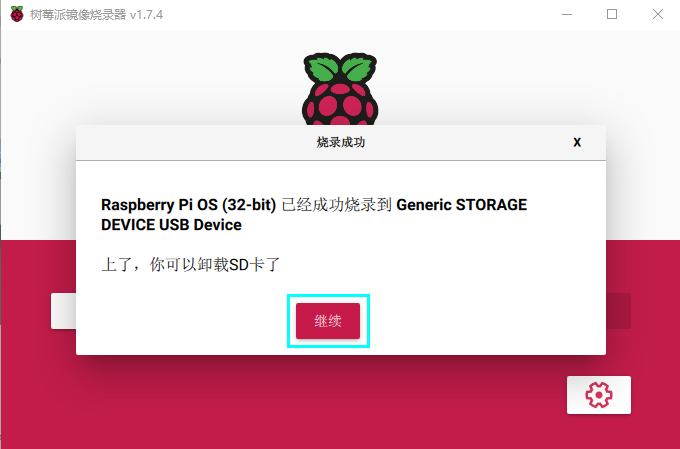 树莓派镜像烧录器 v1.7.4
烧录成功
X
Raspberry Pi OS (32-bit) 已经成功烧录到 Generic STORAGE
DEVICE USB Device
上了，你可以卸载SD卡了
继续